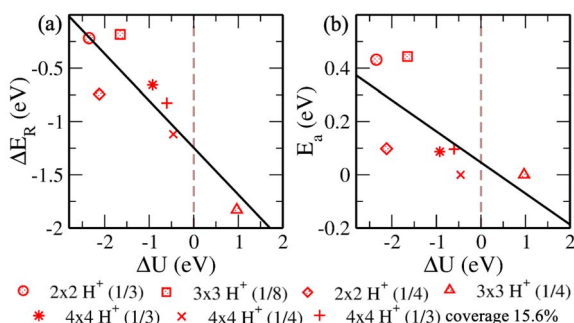 (a)
(b)
-0.5
-1
-1.5
-2
ΔE_R (eV)
-2 -1 0 1 2
ΔU (eV)
0.4
0.2
0
-0.2
E_a (eV)
-2 -1 0 1 2
ΔU (eV)
2x2 H⁺ (1/3) 3x3 H⁺ (1/8) 2x2 H⁺ (1/4) 3x3 H⁺ (1/4)
4x4 H⁺ (1/3) 4x4 H⁺ (1/4) 4x4 H⁺ (1/3) coverage 15.6%